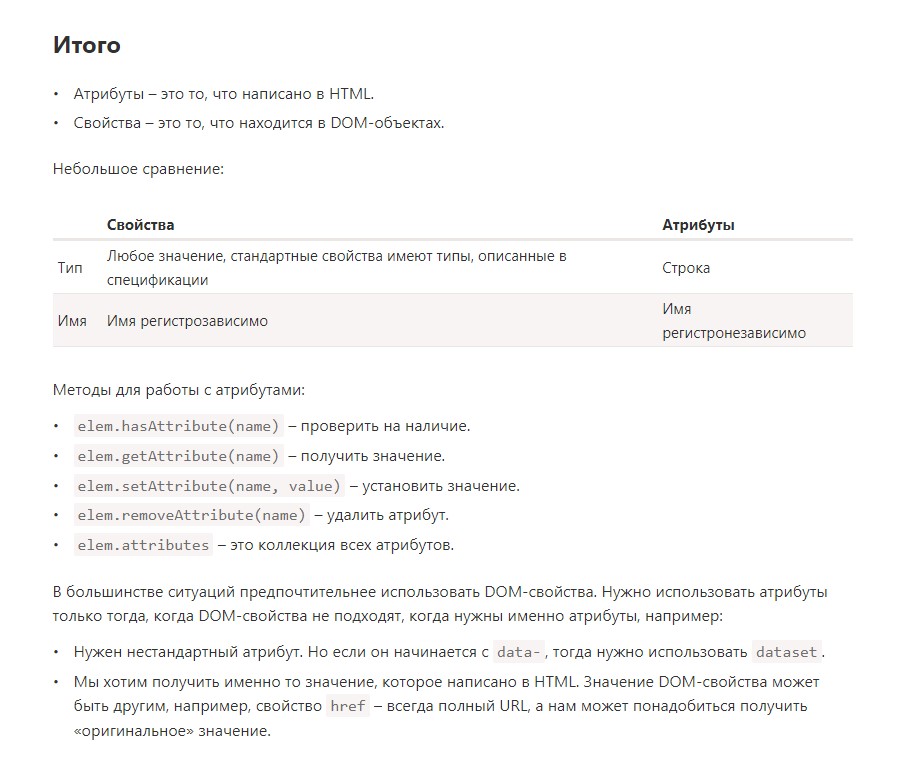 Итого
• Атрибуты – это то, что написано в HTML.
• Свойства – это то, что находится в DOM-объектах.
Небольшое сравнение:
Свойства Атрибуты
Тип Любое значение, стандартные свойства имеют типы, описанные в спецификации Строка
Имя Имя регистрозависимо Имя регистронезависимо
Методы для работы с атрибутами:
• elem.hasAttribute(name) – проверить на наличие.
• elem.getAttribute(name) – получить значение.
• elem.setAttribute(name, value) – установить значение.
• elem.removeAttribute(name) – удалить атрибут.
• elem.attributes – это коллекция всех атрибутов.
В большинстве ситуаций предпочтительнее использовать DOM-свойства. Нужно использовать атрибуты
только тогда, когда DOM-свойства не подходят, когда нужны именно атрибуты, например:
• Нужен нестандартный атрибут. Но если он начинается с data-, тогда нужно использовать dataset.
• Мы хотим получить именно то значение, которое написано в HTML. Значение DOM-свойства может
быть другим, например, свойство href – всегда полный URL, а нам может понадобиться получить
«оригинальное» значение.